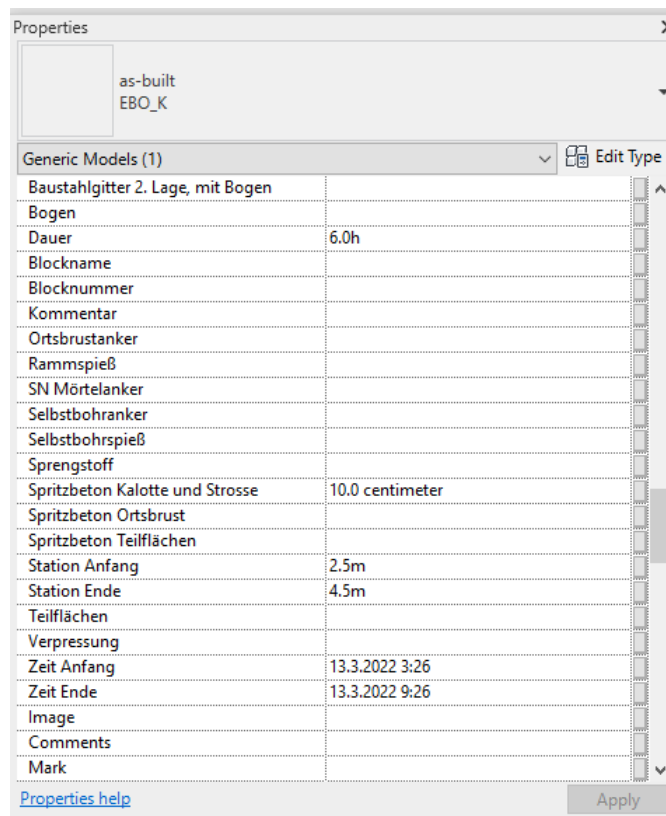 Properties
as-built
EBO_K
Generic Models (1) Edit Type
Baustahlgitter 2. Lage, mit Bogen
Bogen
Dauer 6.0h
Blockname
Blocknummer
Kommentar
Ortsbrustanker
Rammspieß
SN Mörtelanker
Selbstbohranker
Selbstbohrspieß
Sprengstoff
Spritzbeton Kalotte und Strosse 10.0 centimeter
Spritzbeton Ortsbrust
Spritzbeton Teilflächen
Station Anfang 2.5m
Station Ende 4.5m
Teilflächen
Verpressung
Zeit Anfang 13.3.2022 3:26
Zeit Ende 13.3.2022 9:26
Image
Comments
Mark
Properties help Apply